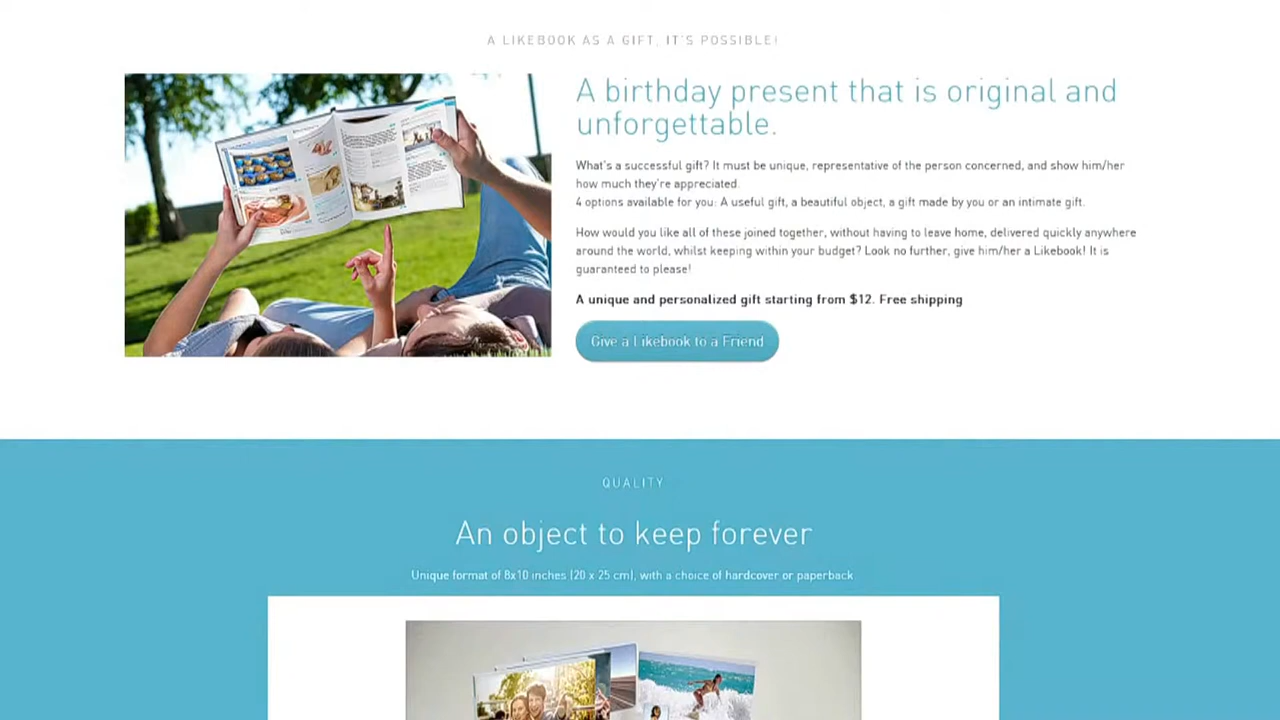 A LIKEBOOK AS A GIFT, IT'S POSSIBLE!
A birthday present that is original and
unforgettable.
What's a successful gift? It must be unique, representative of the person concerned, and show him/her
how much they're appreciated.
4 options available for you: A useful gift, a beautiful object, a gift made by you or an intimate gift.
How would you like all of these joined together, without having to leave home, delivered quickly anywhere
around the world, whilst keeping within your budget? Look no further, give him/her a Likebook! It is
guaranteed to please!
A unique and personalized gift starting from $12. Free shipping
Give a Likebook to a Friend
QUALITY
An object to keep forever
Unique format of 8x10 inches (20 x 25 cm), with a choice of hardcover or paperback